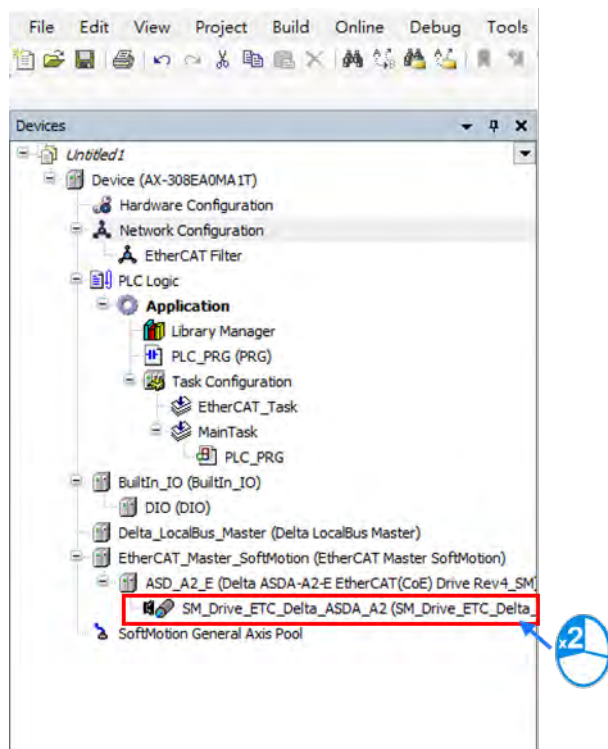 File Edit View Project Build Online Debug Tools
Devices
Untitled1
Device (AX-308EA0MA1T)
Hardware Configuration
Network Configuration
EtherCAT Filter
PLC Logic
Application
Library Manager
PLC_PRG (PRG)
Task Configuration
EtherCAT_Task
MainTask
PLC_PRG
BuiltIn_IO (BuiltIn_IO)
DIO (DIO)
Delta_LocalBus_Master (Delta LocalBus Master)
EtherCAT_Master_SoftMotion (EtherCAT Master SoftMotion)
ASD_A2_E (Delta ASDA-A2-E EtherCAT(CoE) Drive Rev4_SM)
SM_Drive_ETC_Delta_ASDA_A2 (SM_Drive_ETC_Delta_
x2
SoftMotion General Axis Pool